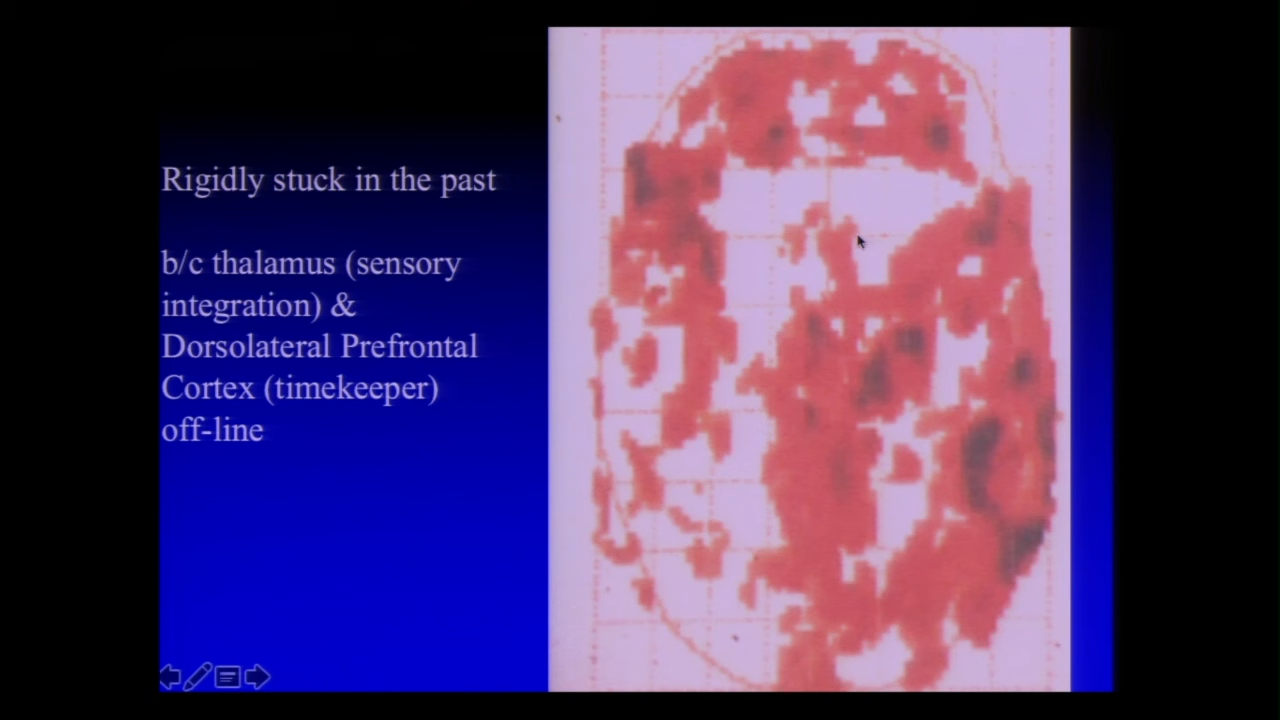 Rigidly stuck in the past
b/c thalamus (sensory
integration) &
Dorsolateral Prefrontal
Cortex (timekeeper)
off-line